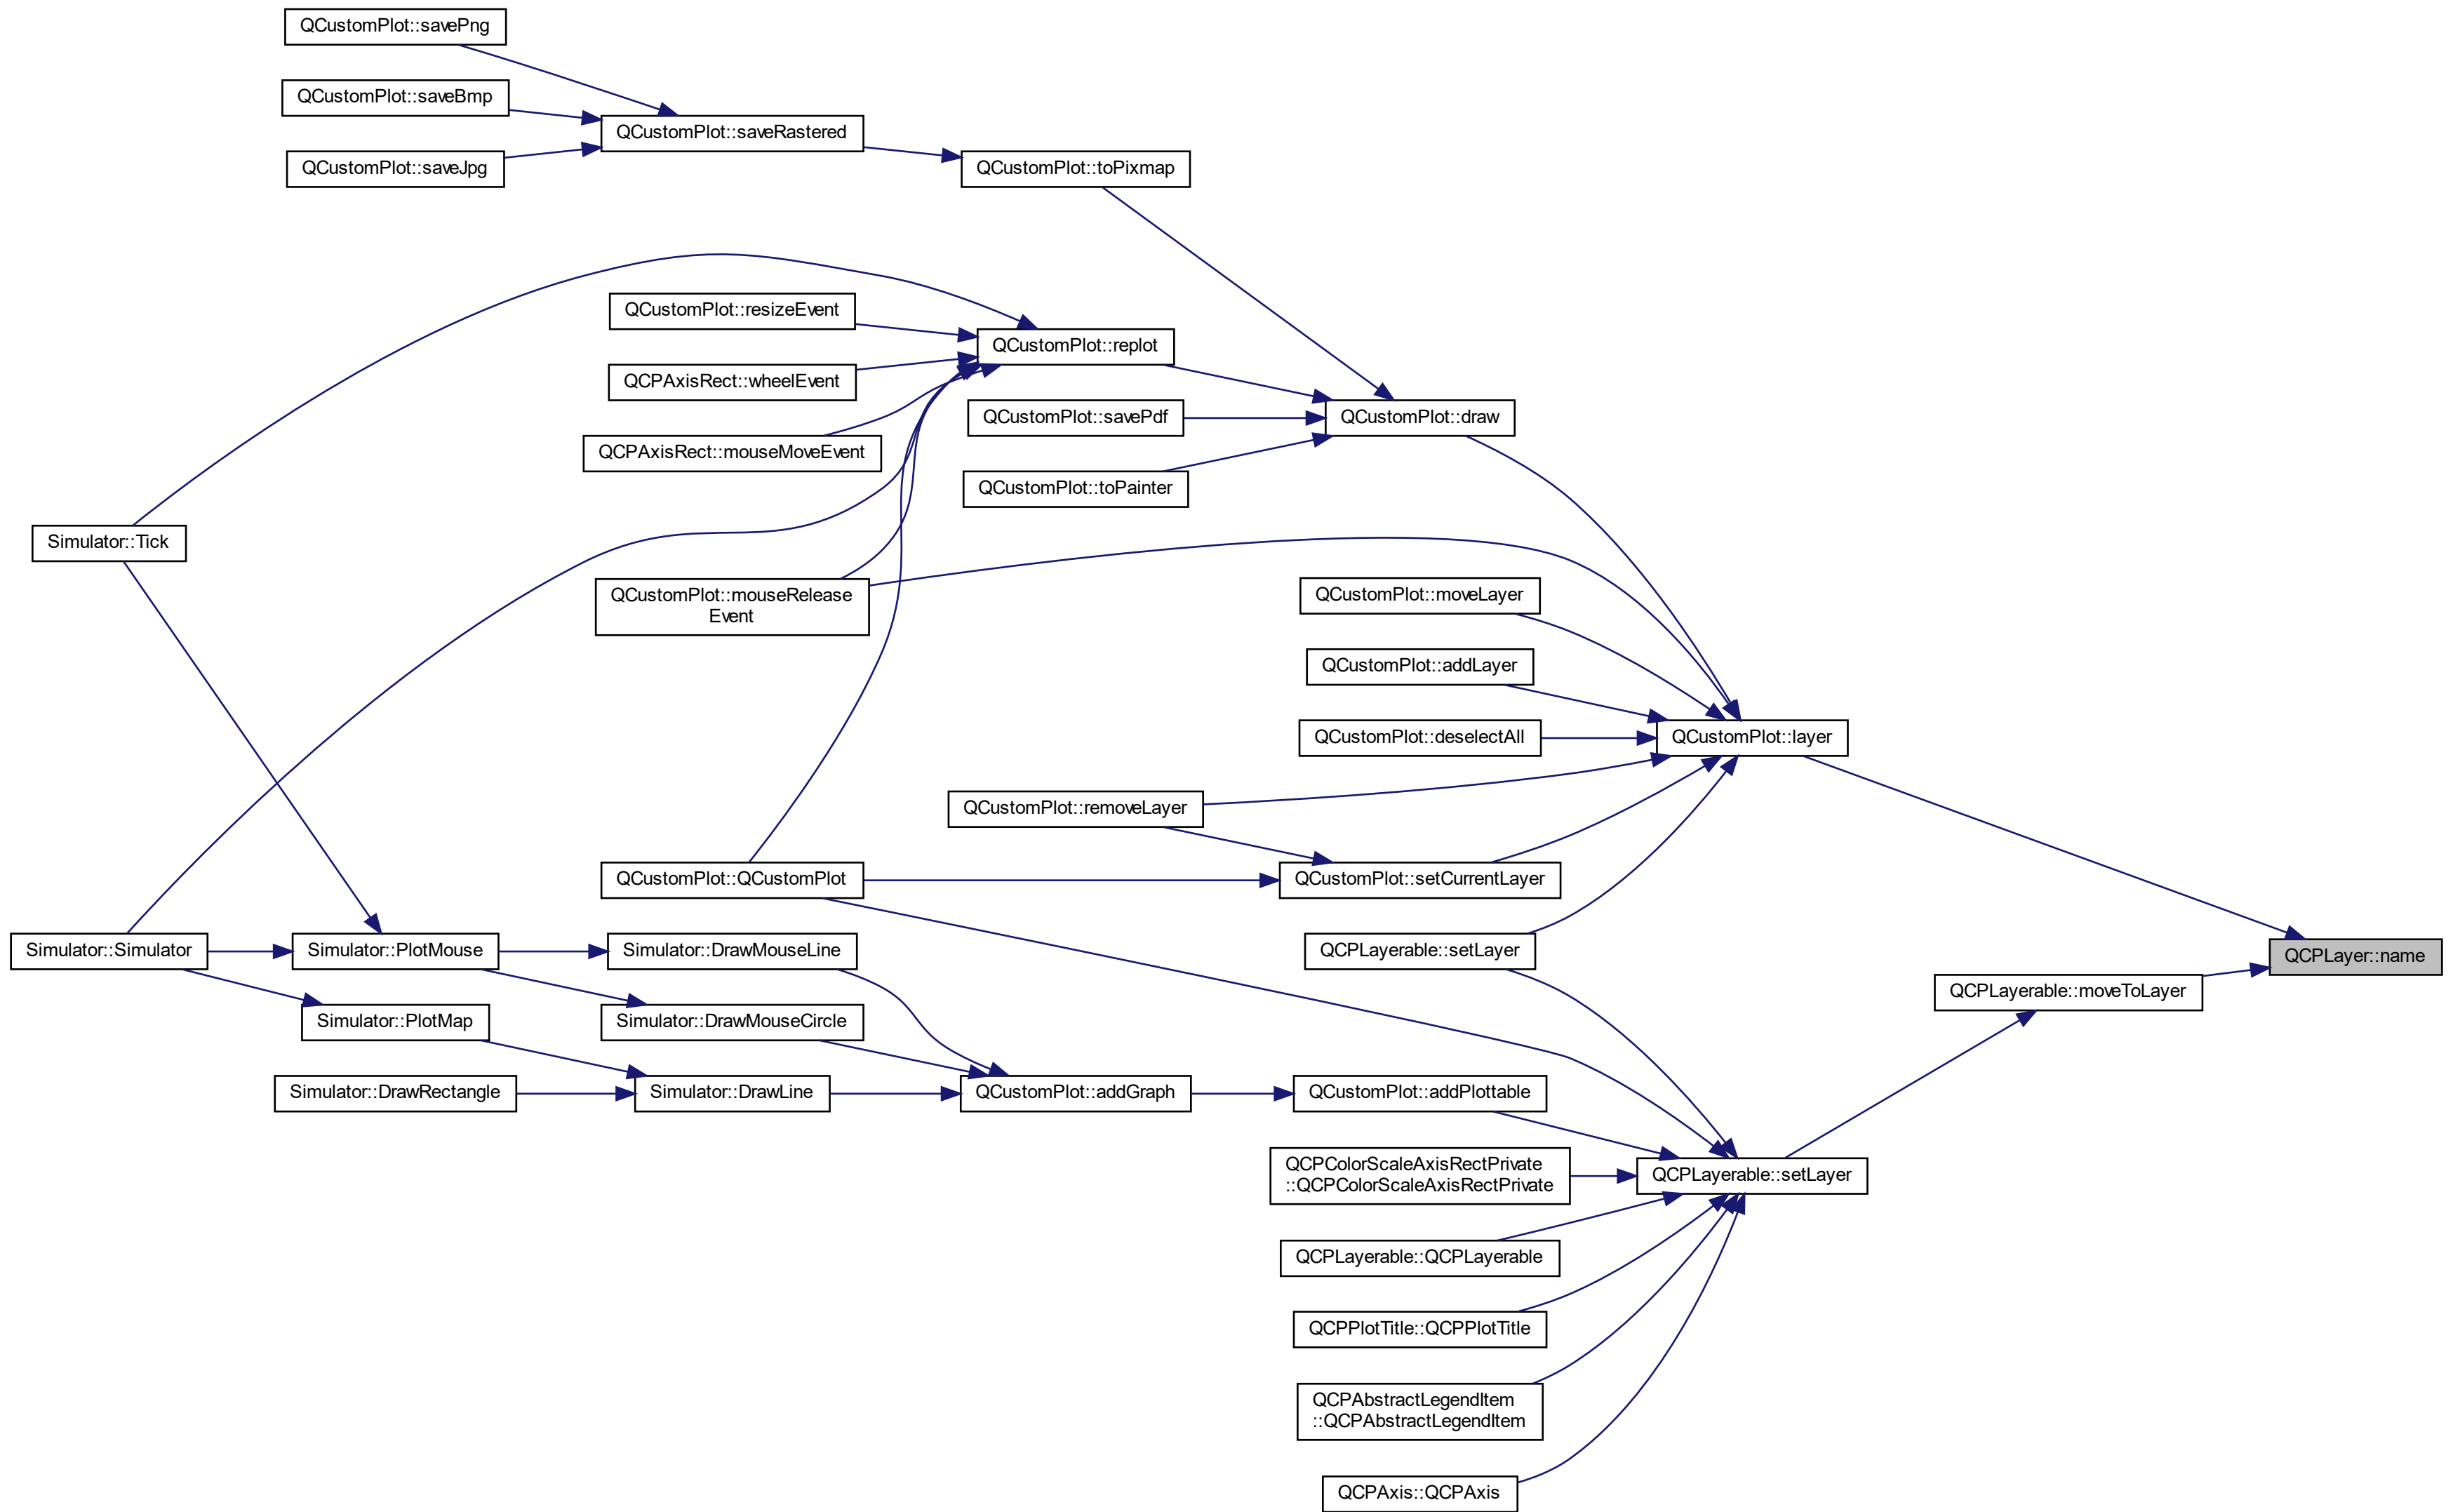 QCustomPlot::savePng
QCustomPlot::saveBmp
QCustomPlot::saveRastered
QCustomPlot::saveJpg
QCustomPlot::toPixmap
QCustomPlot::resizeEvent
QCustomPlot::replot
QCPAxisRect::wheelEvent
QCustomPlot::savePdf
QCustomPlot::draw
QCPAxisRect::mouseMoveEvent
QCustomPlot::toPainter
Simulator::Tick
QCustomPlot::mouseRelease
Event
QCustomPlot::moveLayer
QCustomPlot::addLayer
QCustomPlot::deselectAll
QCustomPlot::layer
QCustomPlot::removeLayer
QCustomPlot::QCustomPlot
QCustomPlot::setCurrentLayer
Simulator::Simulator
Simulator::PlotMouse
Simulator::DrawMouseLine
QCPLayerable::setLayer
QCPLayer::name
QCPLayerable::moveToLayer
Simulator::PlotMap
Simulator::DrawMouseCircle
Simulator::DrawRectangle
Simulator::DrawLine
QCustomPlot::addGraph
QCustomPlot::addPlottable
QCPColorScaleAxisRectPrivate
::QCPColorScaleAxisRectPrivate
QCPLayerable::setLayer
QCPLayerable::QCPLayerable
QCPPlotTitle::QCPPlotTitle
QCPAbstractLegendItem
::QCPAbstractLegendItem
QCPAxis::QCPAxis